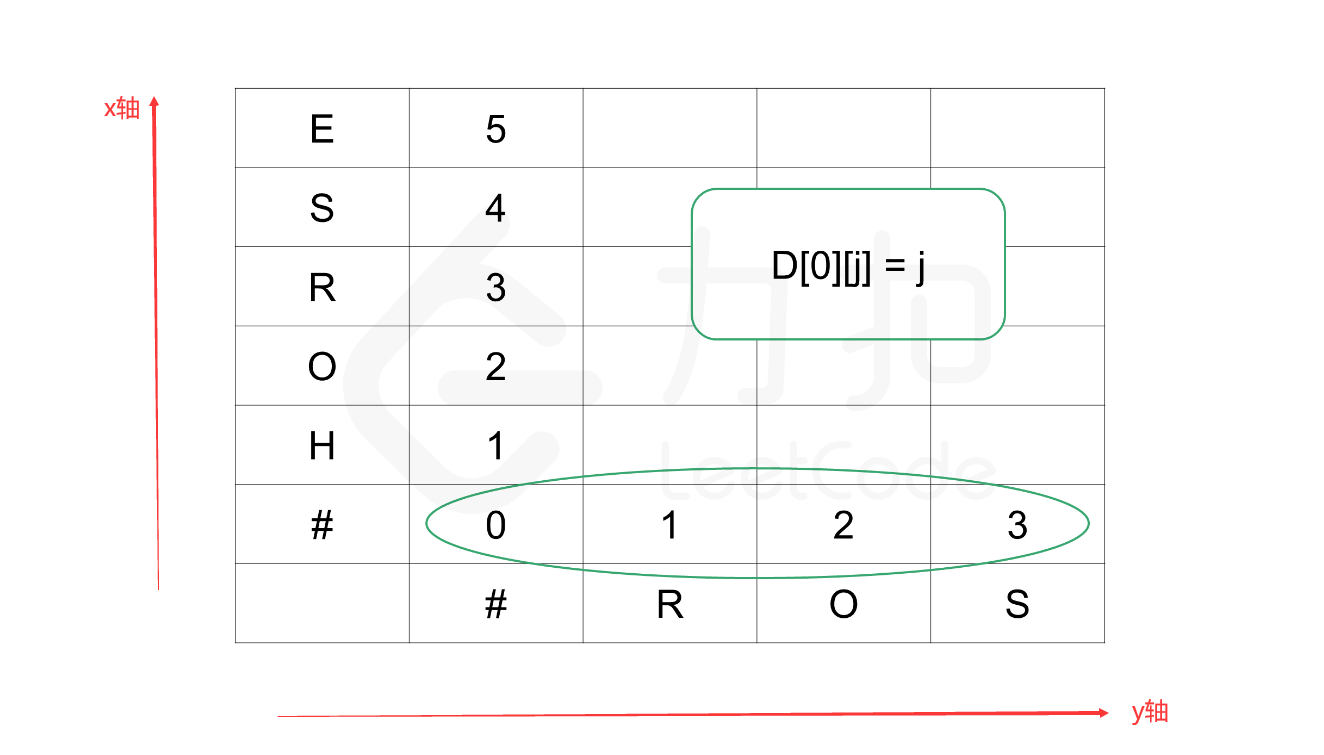 x轴
E 5
S 4
D[0][j] = j
R 3
O 2
H 1
# 0 1 2 3
# R O S
y轴
力扣
LeetCode